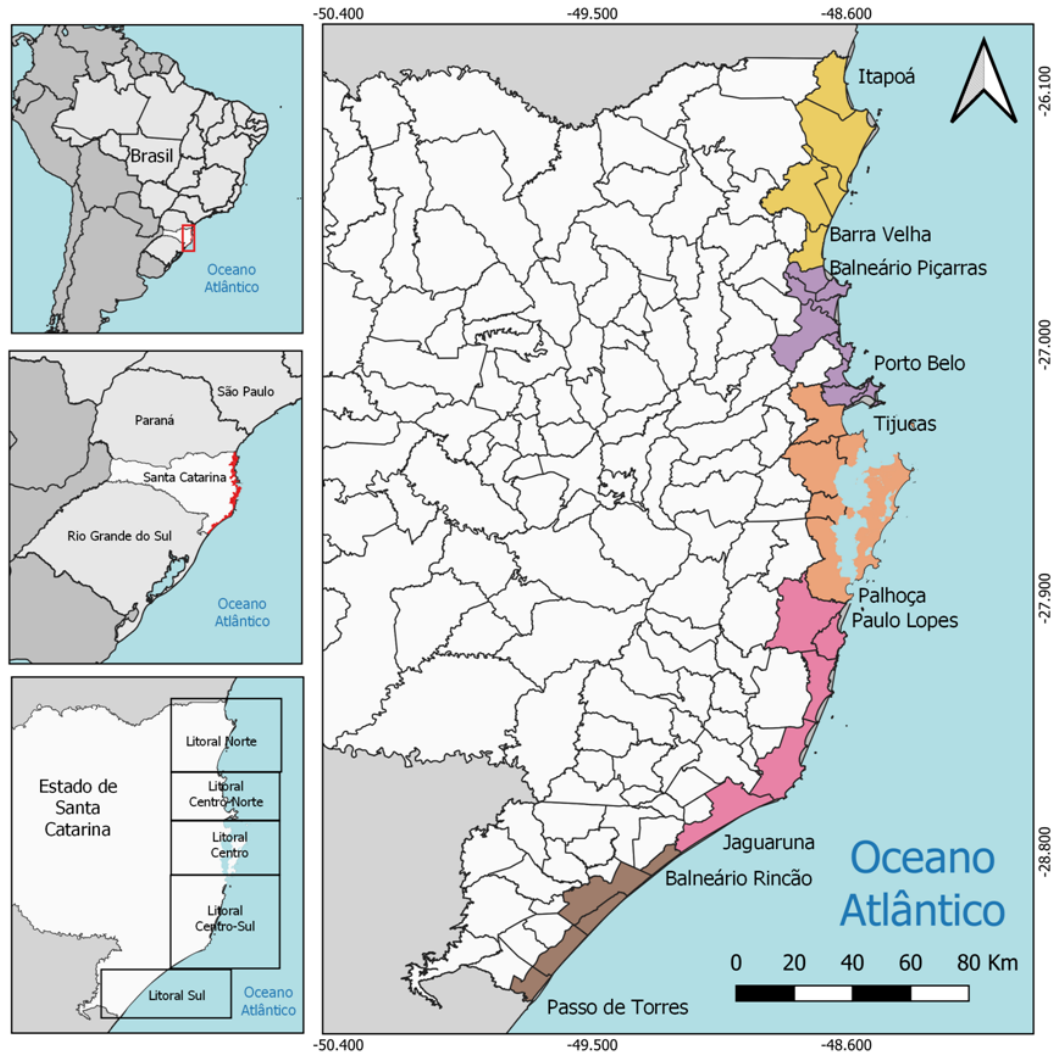 Brasil
Oceano
Atlântico
São Paulo
Paraná
Santa Catarina
Rio Grande do Sul
Oceano
Atlântico
Estado de
Santa
Catarina
Litoral Norte
Litoral
Centro-Norte
Litoral
Centro
Litoral
Centro-Sul
Litoral Sul
Oceano
Atlântico
-50.400 -49.500 -48.600
Itapoá
Barra Velha
Balneário Piçarras
Porto Belo
Tijucas
Palhoça
Paulo Lopes
Jaguaruna
Balneário Rincão
Passo de Torres
Oceano
Atlântico
0 20 40 60 80 Km
-26.100
-27.000
-27.900
-28.800
-50.400 -49.500 -48.600